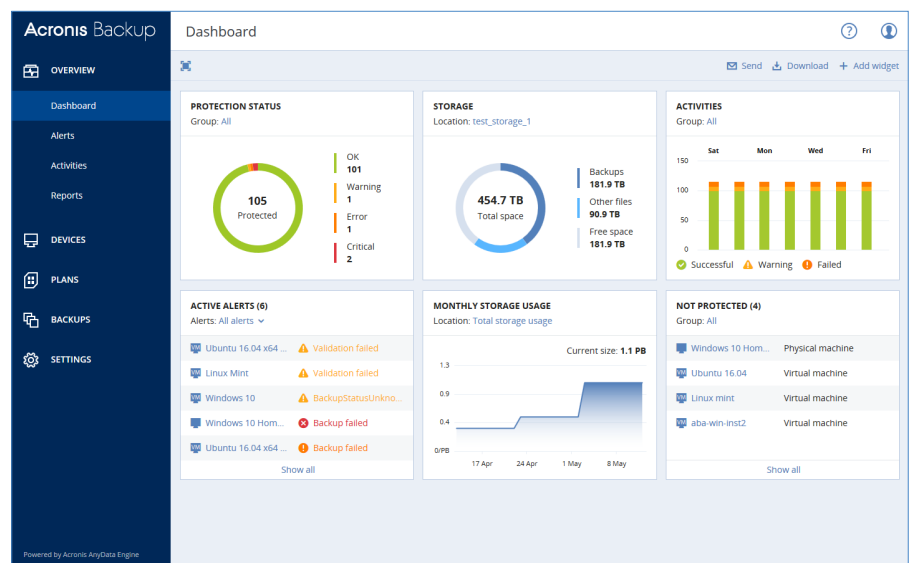 Acronis Backup
Dashboard
OVERVIEW
Dashboard
Alerts
Activities
Reports
DEVICES
PLANS
BACKUPS
SETTINGS
Powered by Acronis AnyData Engine
?
Send
Download
+ Add widget
PROTECTION STATUS
Group: All
105
Protected
OK
101
Warning
1
Error
1
Critical
2
STORAGE
Location: test_storage_1
454.7 TB
Total space
Backups
181.9 TB
Other files
90.9 TB
Free space
181.9 TB
ACTIVITIES
Group: All
Sat Mon Wed Fri
150
100
50
0
Successful Warning Failed
ACTIVE ALERTS (6)
Alerts: All alerts
VM Ubuntu 16.04 x64 ... Validation failed
VM Linux Mint Validation failed
VM Windows 10 BackupStatusUnkno...
Windows 10 Hom... Backup failed
VM Ubuntu 16.04 x64 ... Backup failed
Show all
MONTHLY STORAGE USAGE
Location: Total storage usage
Current size: 1.1 PB
1.3
0.9
0.4
0/PB
17 Apr 24 Apr 1 May 8 May
NOT PROTECTED (4)
Group: All
Windows 10 Hom... Physical machine
VM Ubuntu 16.04 Virtual machine
VM Linux mint Virtual machine
VM aba-win-inst2 Virtual machine
Show all